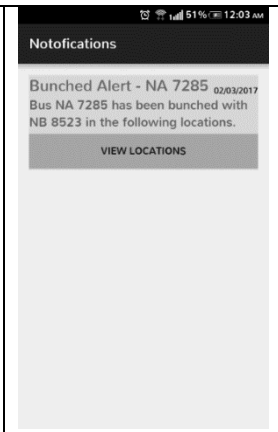 51% 12:03 AM
Notofications
Bunched Alert - NA 7285 02/03/2017
Bus NA 7285 has been bunched with
NB 8523 in the following locations.
VIEW LOCATIONS